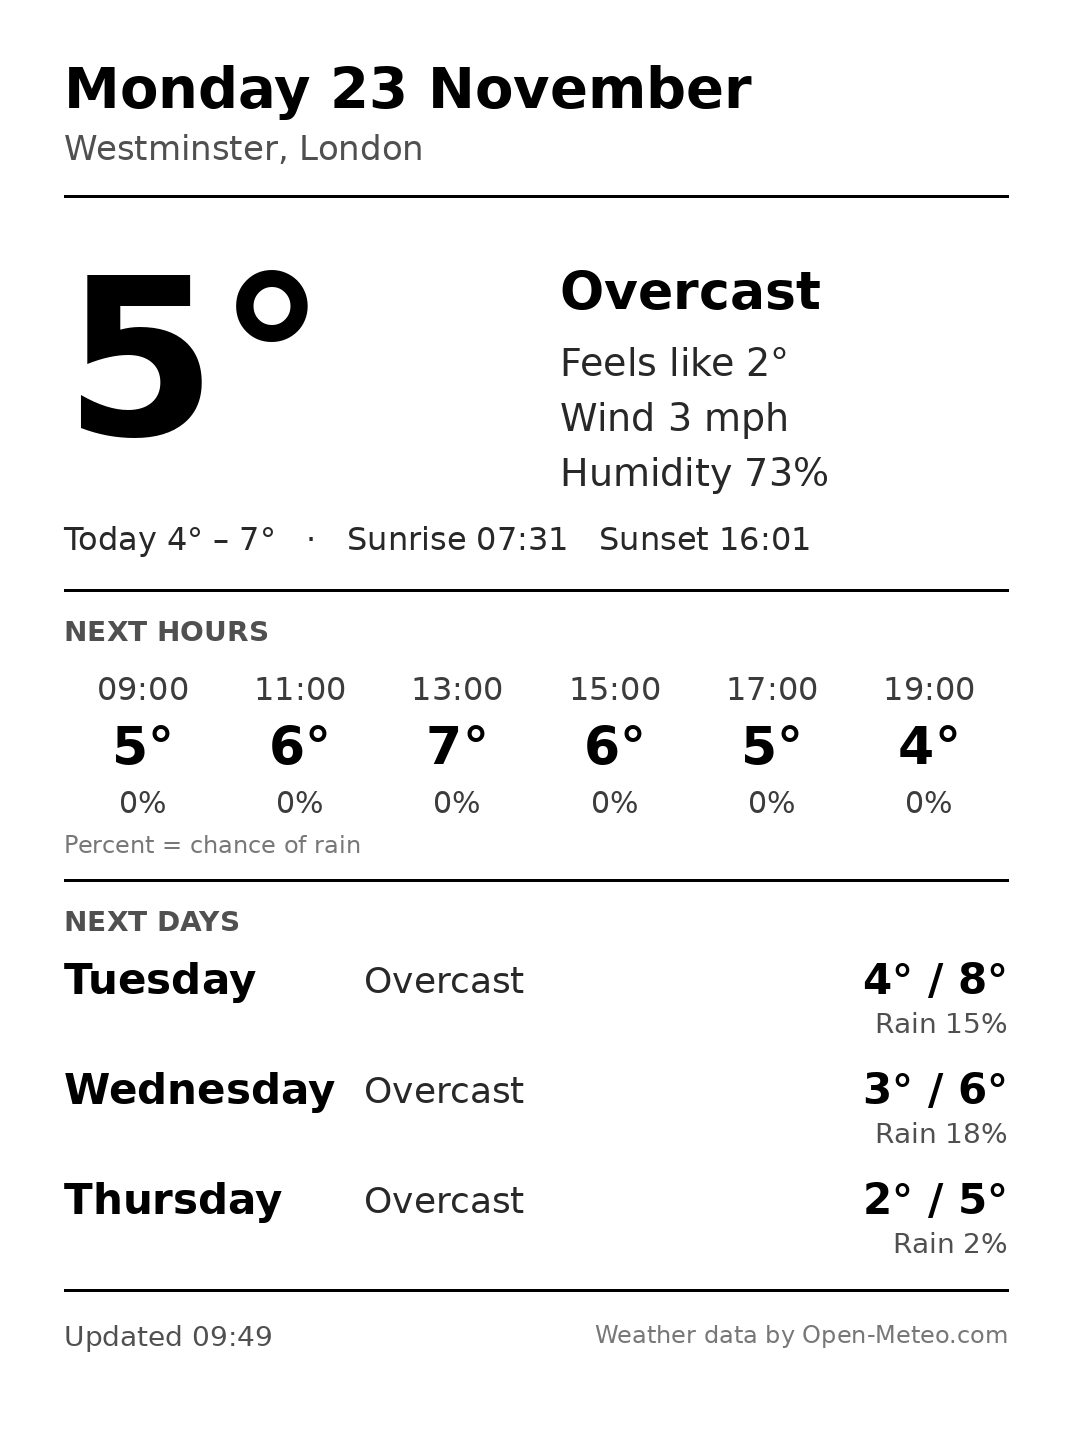 Monday 23 November
Westminster, London
5°
Overcast
Feels like 2°
Wind 3 mph
Humidity 73%
Today 4° – 7° · Sunrise 07:31 Sunset 16:01
NEXT HOURS
09:00 11:00 13:00 15:00 17:00 19:00
5° 6° 7° 6° 5° 4°
0% 0% 0% 0% 0% 0%
Percent = chance of rain
NEXT DAYS
Tuesday Overcast 4° / 8°
Rain 15%
Wednesday Overcast 3° / 6°
Rain 18%
Thursday Overcast 2° / 5°
Rain 2%
Updated 09:49 Weather data by Open-Meteo.com